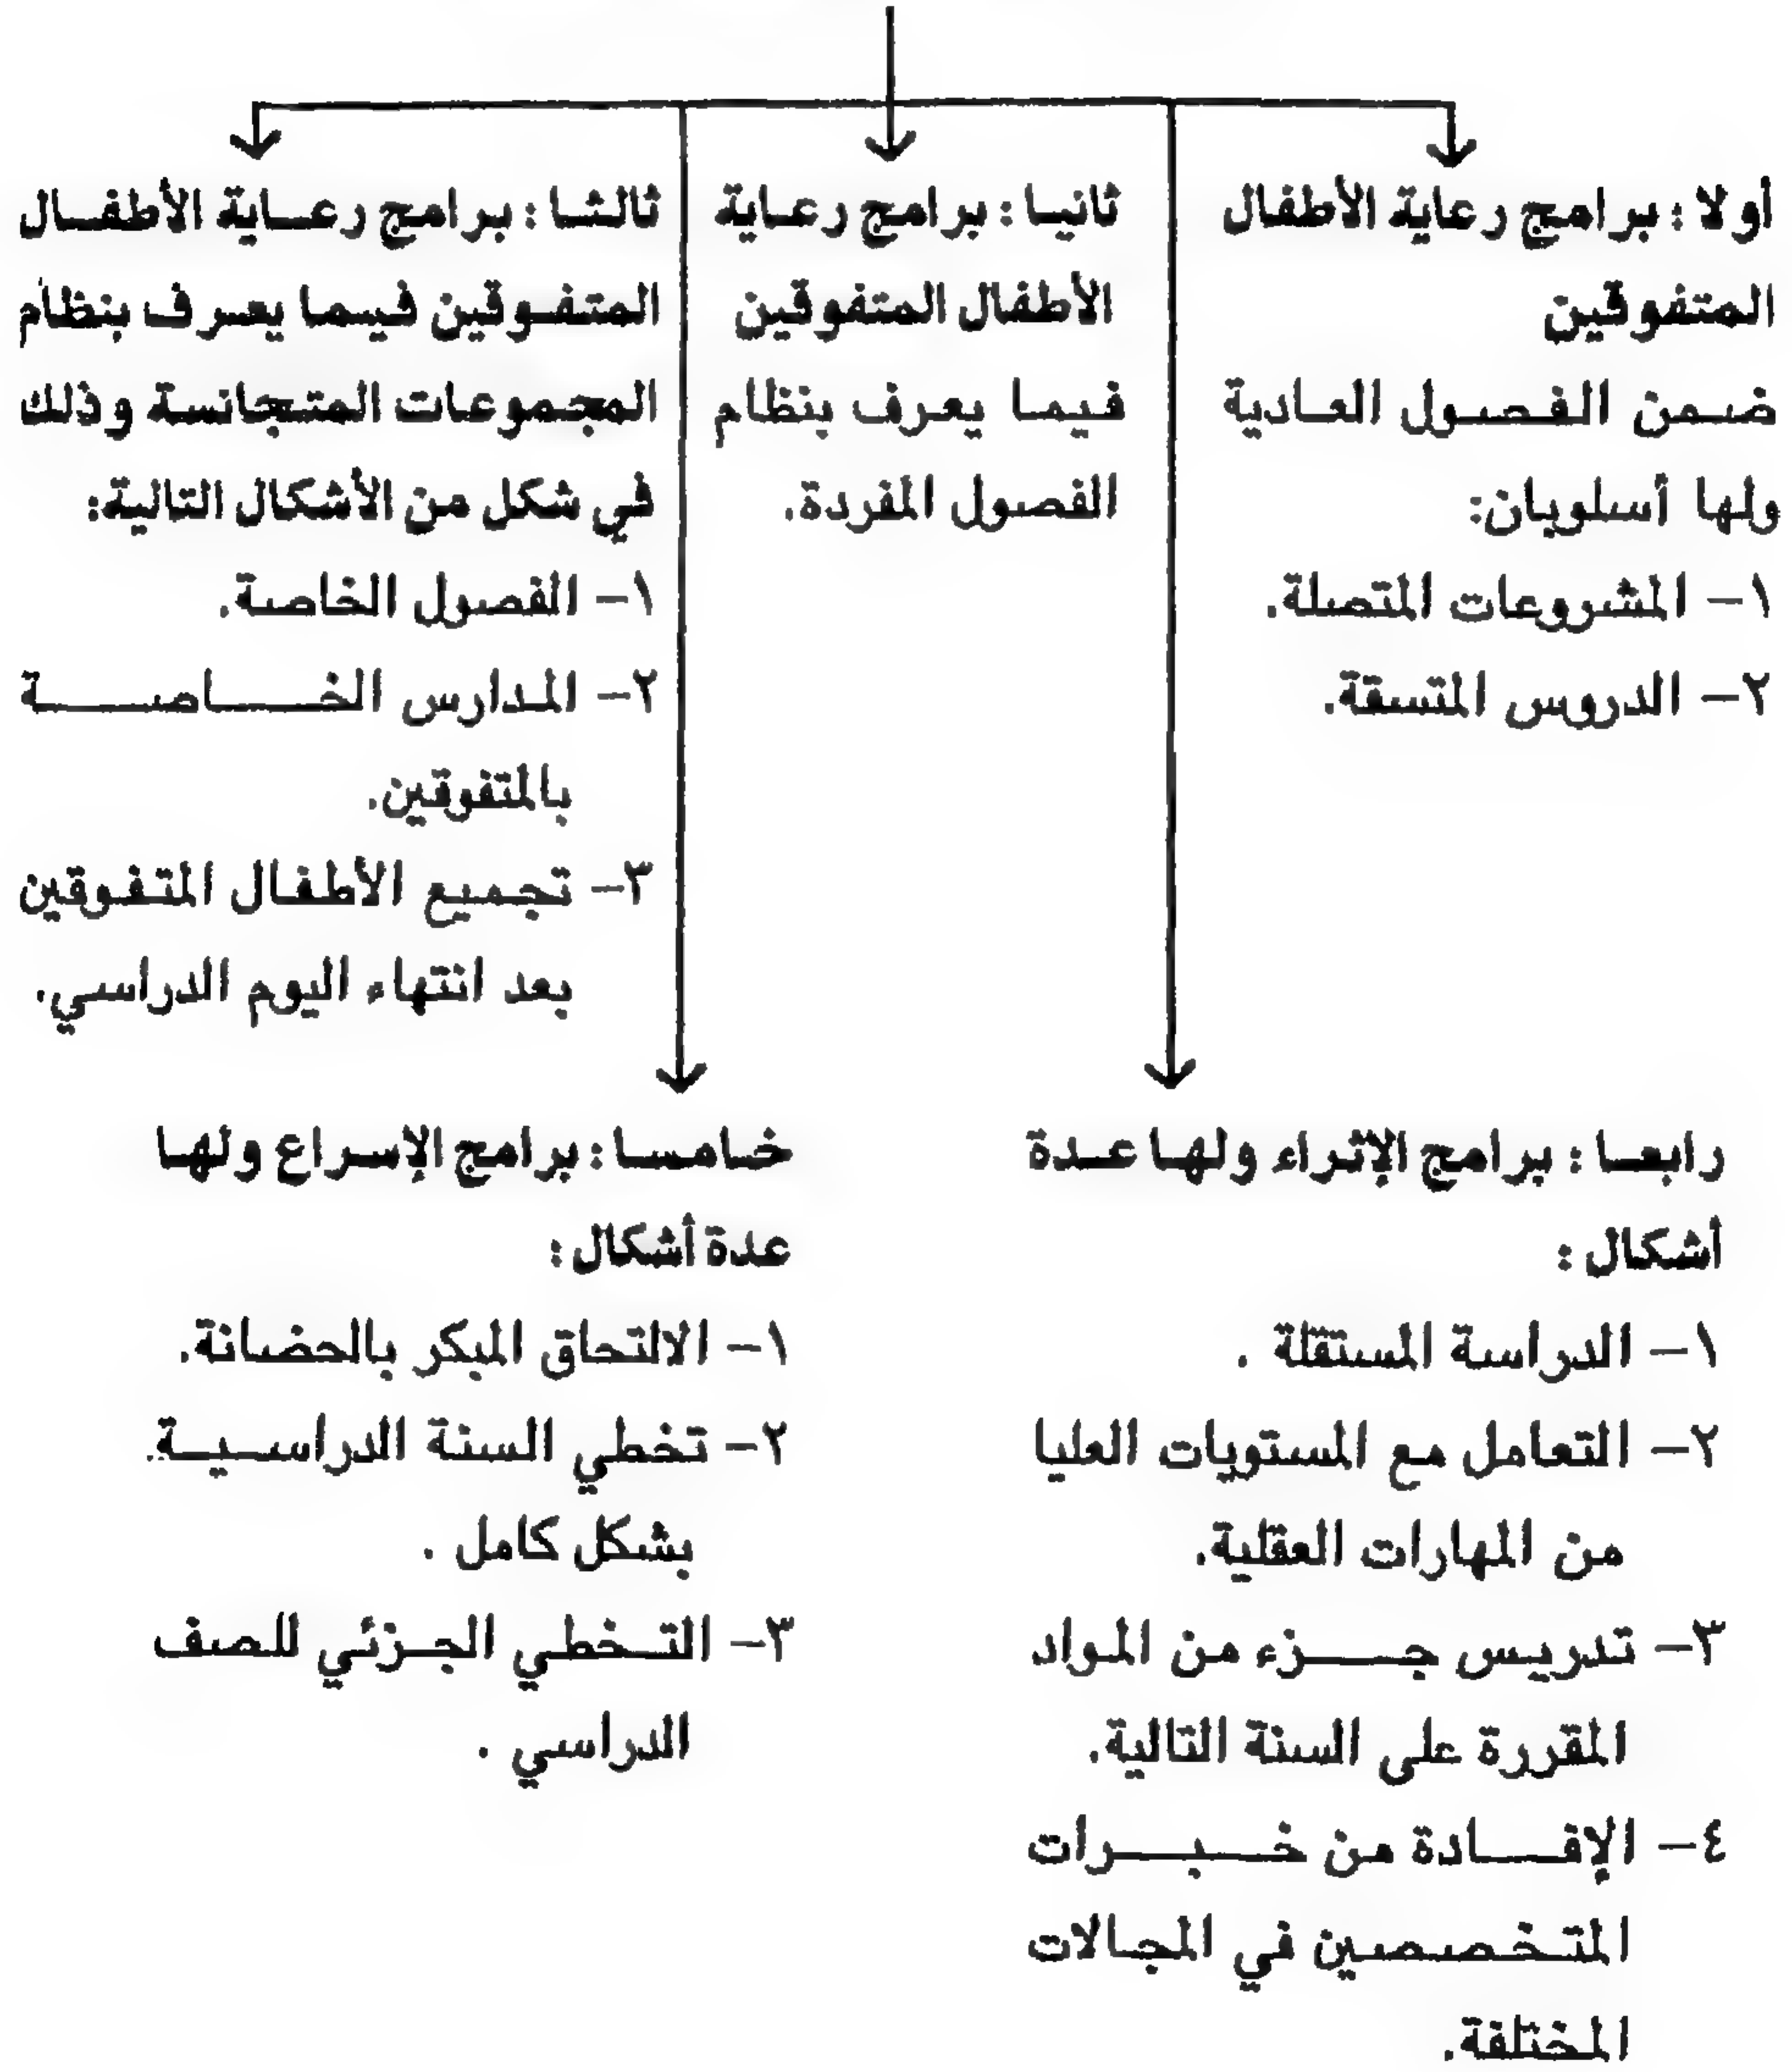 أولا : برامج رعاية الأطفال
المتفوقين
ضمن الفصول العادية
ولها أسلوبان:
١- المشروعات المتصلة.
٢- الدروس المتسقة.
ثانيا : برامج رعاية
الأطفال المتفوقين
فيما يعرف بنظام
الفصول المفردة.
ثالثا : برامج رعاية الأطفال
المتفوقين فيما يعرف بنظام
المجموعات المتجانسة وذلك
في شكل من الأشكال التالية:
١- الفصول الخاصة.
٢- المدارس الخاصة
بالمتفوقين.
٣- تجميع الأطفال المتفوقين
بعد انتهاء اليوم الدراسي.
رابعا : برامج الإثراء ولها عدة
أشكال :
١- الدراسة المستقلة .
٢- التعامل مع المستويات العليا
من المهارات العقلية.
٣- تدريس جزء من المواد
المقررة على السنة التالية.
٤- الإفادة من خبرات
المتخصصين في المجالات
المختلفة.
خامسا : برامج الإسراع ولها
عدة أشكال :
١- الالتحاق المبكر بالحضانة.
٢- تخطي السنة الدراسية
بشكل كامل .
٣- التخطي الجزئي للصف
الدراسي .